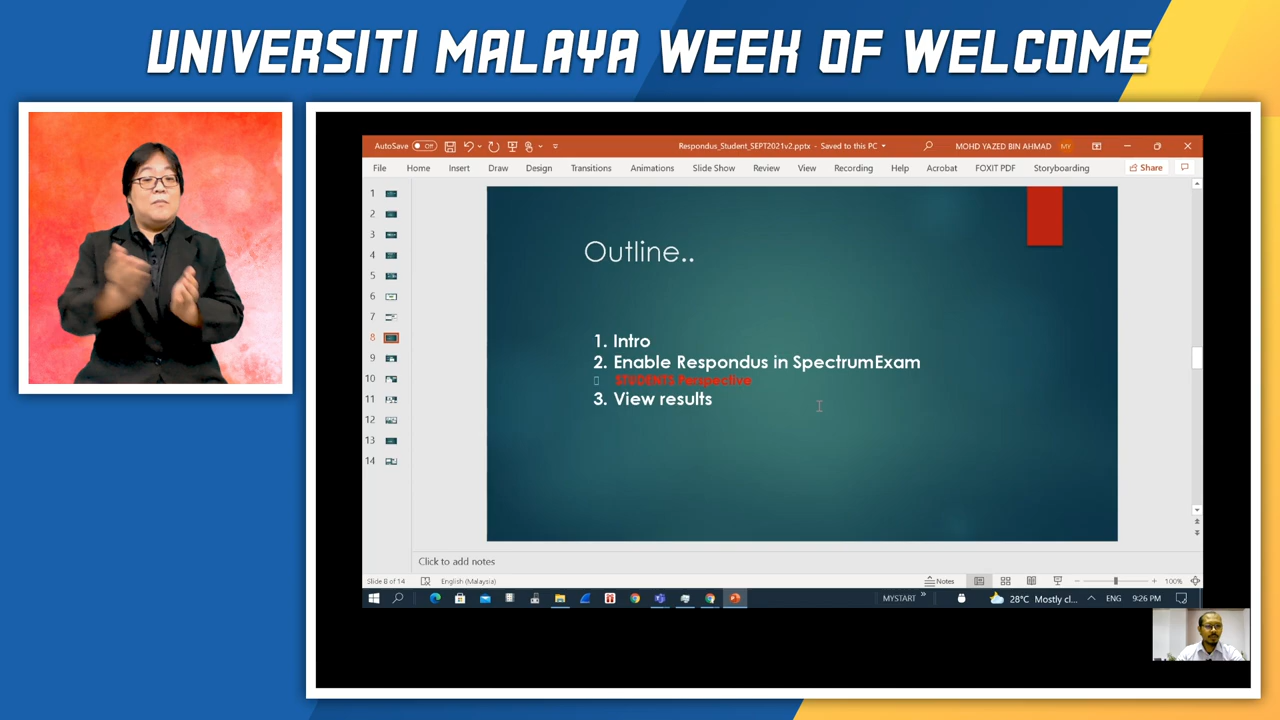 UNIVERSITI MALAYA WEEK OF WELCOME
AutoSave Off
Respondus_Student_SEPT2021v2.pptx - Saved to this PC
MOHD YAZED BIN AHMAD MY
File Home Insert Draw Design Transitions Animations Slide Show Review View Recording Help Acrobat FOXIT PDF Storyboarding Share
1
2
3
4
5
6
7
8
9
10
11
12
13
14
Outline..
1. Intro
2. Enable Respondus in SpectrumExam
STUDENTS Perspective
3. View results
Click to add notes
Slide 8 of 14 English (Malaysia) Notes 100%
MYSTART 28°C Mostly cl... ENG 9:26 PM